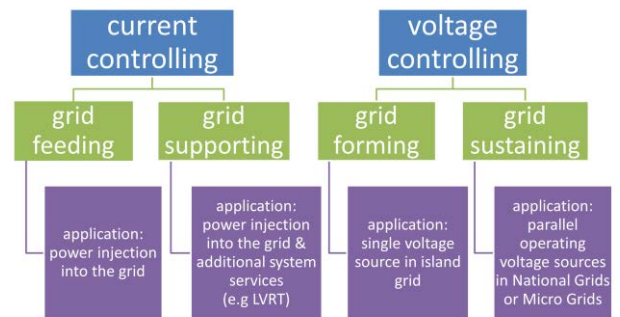 current
controlling
voltage
controlling
grid
feeding
grid
supporting
grid
forming
grid
sustaining
application:
power injection
into the grid
application:
power injection
into the grid &
additional system
services
(e.g LVRT)
application:
single voltage
source in island
grid
application:
parallel
operating
voltage sources
in National Grids
or Micro Grids